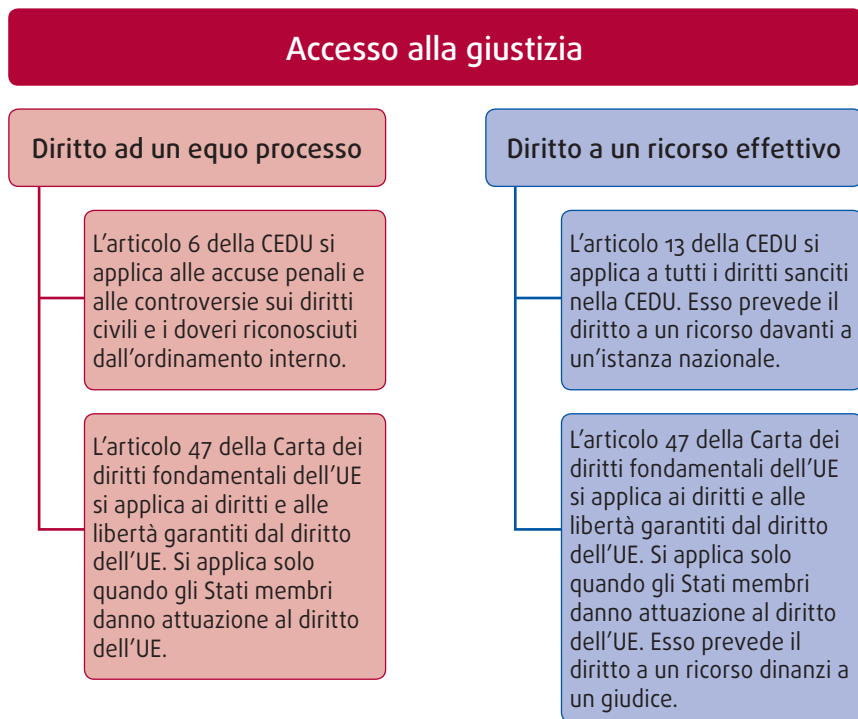 Accesso alla giustizia
Diritto ad un equo processo
L'articolo 6 della CEDU si
applica alle accuse penali e
alle controversie sui diritti
civili e i doveri riconosciuti
dall'ordinamento interno.
L'articolo 47 della Carta dei
diritti fondamentali dell'UE
si applica ai diritti e alle
libertà garantiti dal diritto
dell'UE. Si applica solo
quando gli Stati membri
danno attuazione al diritto
dell'UE.
Diritto a un ricorso effettivo
L'articolo 13 della CEDU si
applica a tutti i diritti sanciti
nella CEDU. Esso prevede il
diritto a un ricorso davanti a
un'istanza nazionale.
L'articolo 47 della Carta dei
diritti fondamentali dell'UE
si applica ai diritti e alle
libertà garantiti dal diritto
dell'UE. Si applica solo
quando gli Stati membri
danno attuazione al diritto
dell'UE. Esso prevede il
diritto a un ricorso dinanzi a
un giudice.